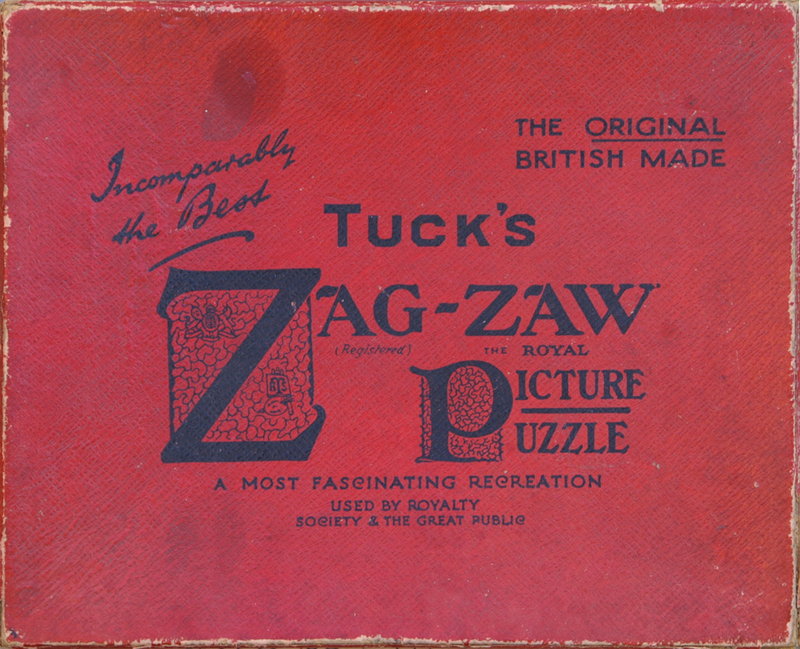 Incomparably
the Best
THE ORIGINAL
BRITISH MADE
TUCK'S
ZAG-ZAW
(Registered)
THE ROYAL
PICTURE
PUZZLE
A MOST FASCINATING RECREATION
USED BY ROYALTY
SOCIETY & THE GREAT PUBLIC